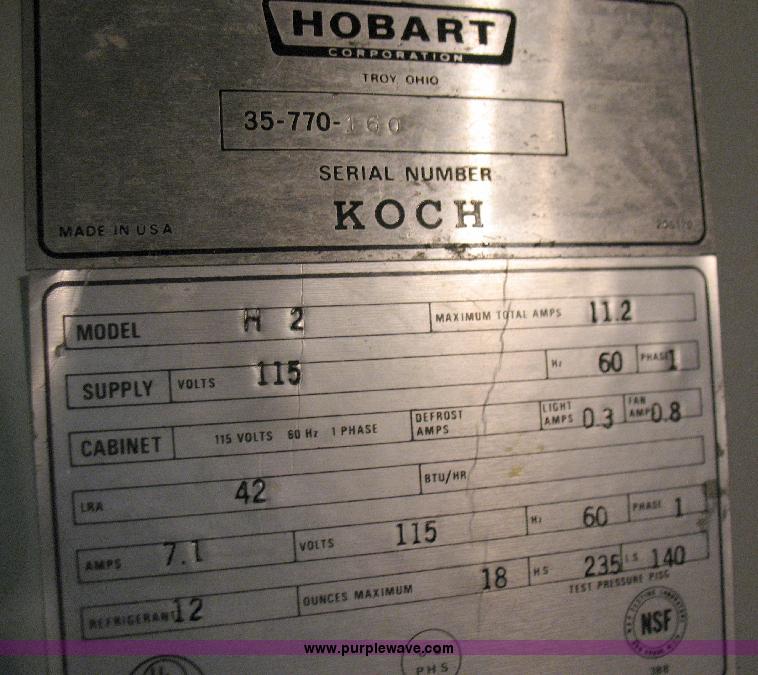 HOBART
CORPORATION
TROY, OHIO
35-770-160
SERIAL NUMBER
KOCH
MADE IN USA
MODEL H 2 MAXIMUM TOTAL AMPS 11.2
SUPPLY VOLTS 115 Hz 60 PHASE 1
CABINET 115 VOLTS 60 Hz 1 PHASE DEFROST AMPS LIGHT AMPS 0.3 FAN AMP 0.8
LRA 42 BTU/HR
AMPS 7.1 VOLTS 115 Hz 60 PHASE 1
REFRIGERANT 12 OUNCES MAXIMUM 18 HS 235 LS 140
TEST PRESSURE PISG
NSF
www.purplewave.com
PHS